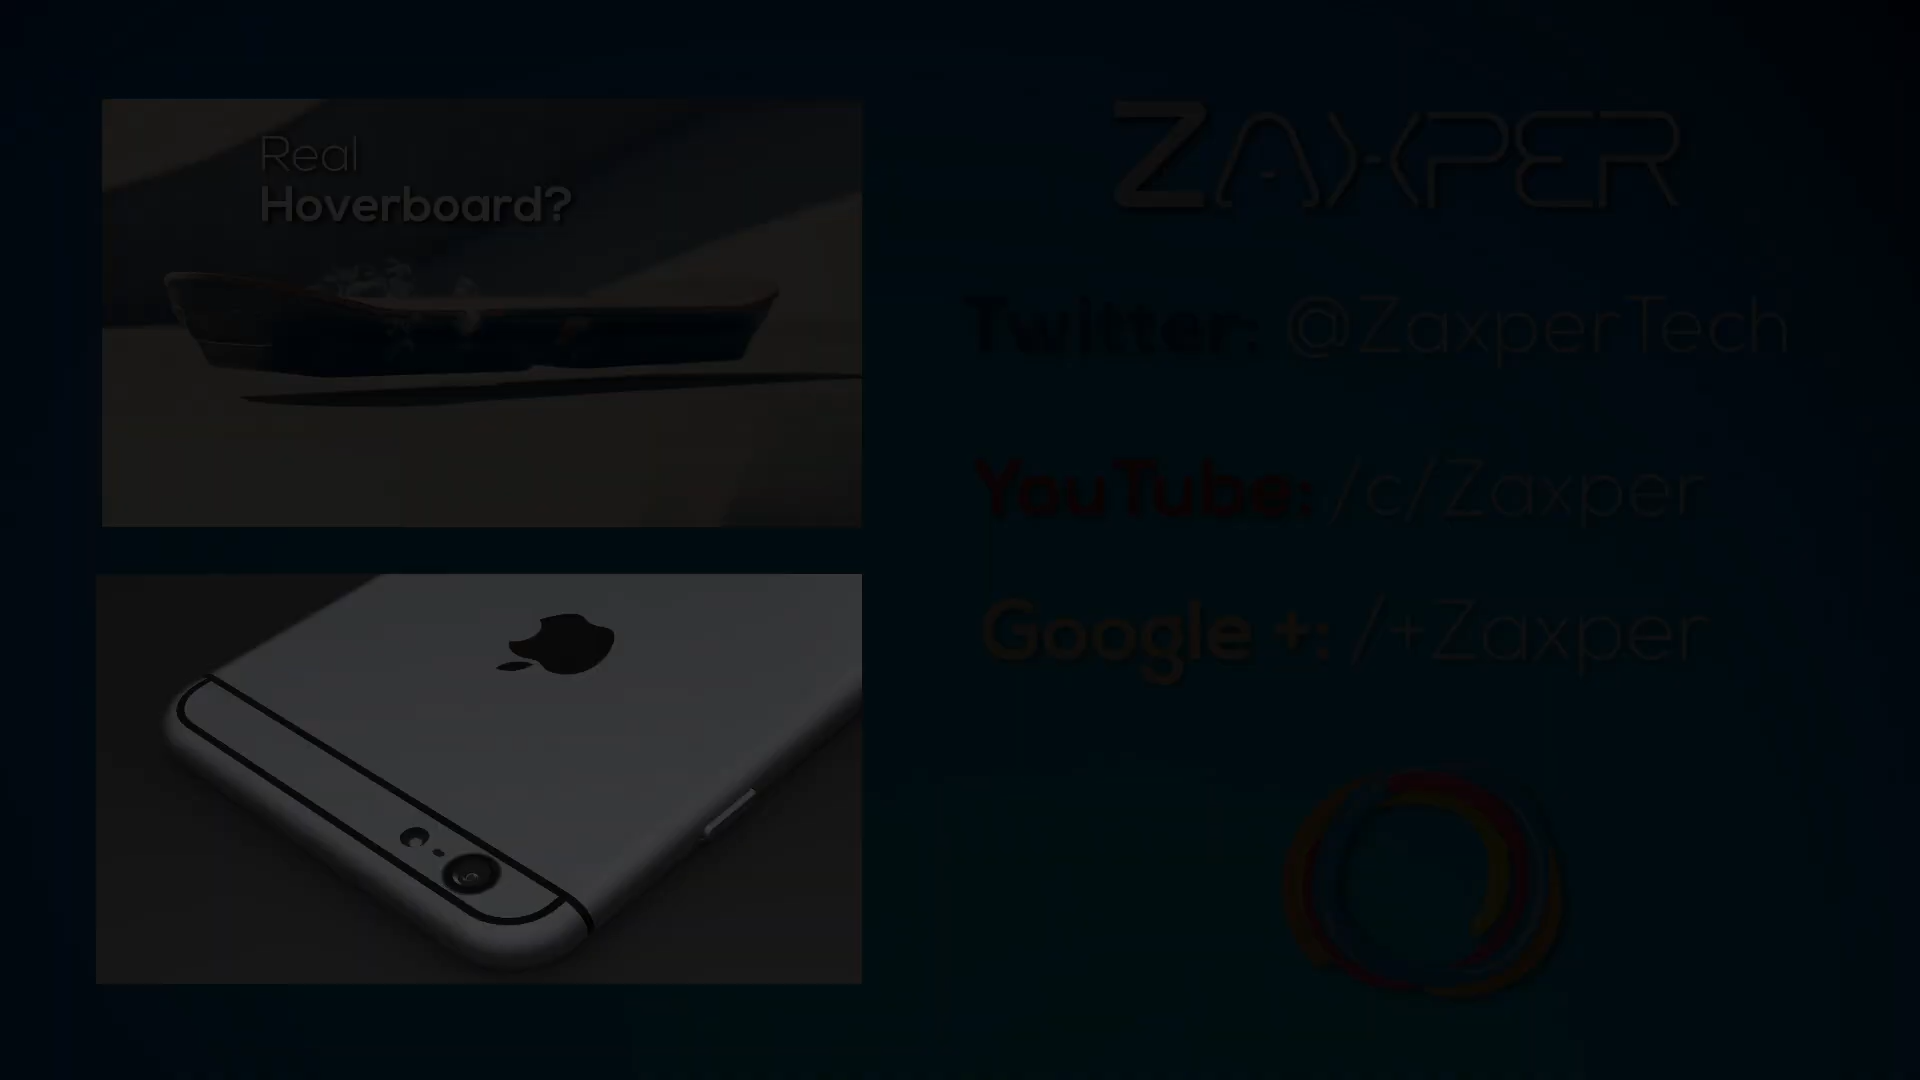 Real
Hoverboard?
ZAXPER
Twitter: @ZaxperTech
YouTube: /c/Zaxper
Google +: /+Zaxper